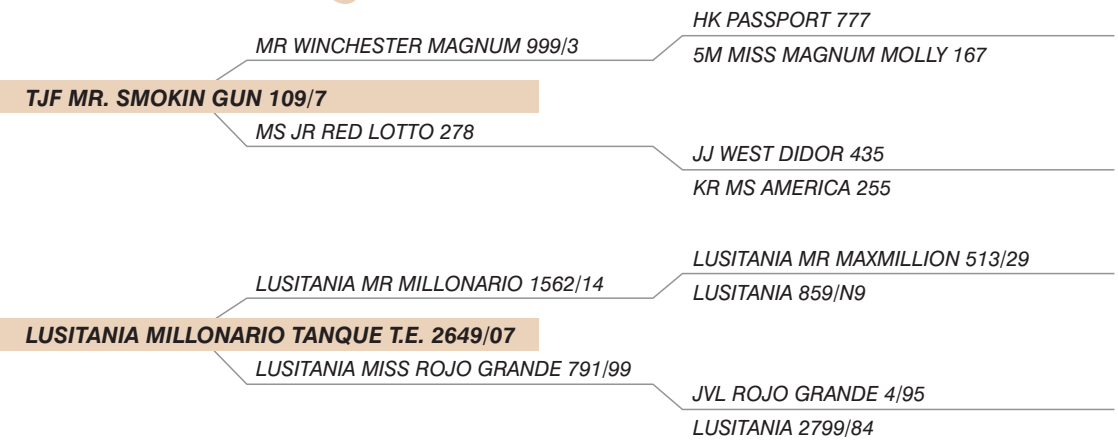 HK PASSPORT 777
MR WINCHESTER MAGNUM 999/3
5M MISS MAGNUM MOLLY 167
TJF MR. SMOKIN GUN 109/7
MS JR RED LOTTO 278
JJ WEST DIDOR 435
KR MS AMERICA 255
LUSITANIA MR MAXMILLION 513/29
LUSITANIA MR MILLONARIO 1562/14
LUSITANIA 859/N9
LUSITANIA MILLONARIO TANQUE T.E. 2649/07
LUSITANIA MISS ROJO GRANDE 791/99
JVL ROJO GRANDE 4/95
LUSITANIA 2799/84